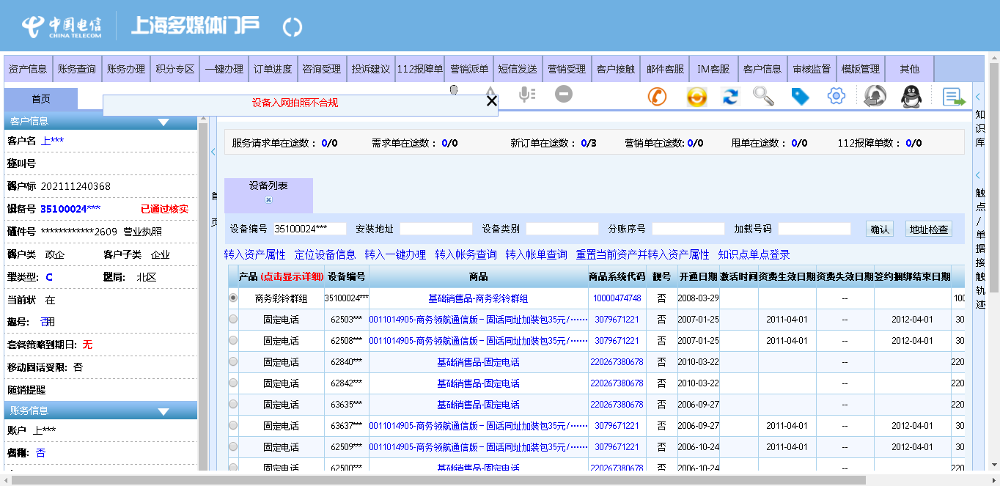 中国电信 CHINA TELECOM 上海多媒体门戸
资产信息 账务查询 账务办理 积分专区 一键办理 订单进度 咨询受理 投诉建议 112报障单 营销派单 短信发送 营销受理 客户接触 邮件客服 IM客服 客户信息 审核监督 模版管理 其他
首页
设备入网拍照不合规
客户信息
客户名 上***
202111240368
设备号 35100024*** 已通过核实
************2609 营业执照
政企 客户子类 企业
C 北区
当前状 在
套餐策略到期日: 无
移动固话受限: 否
随销提醒
账务信息
账户 上***
否
首页
服务请求单在途数: 0/0 需求单在途数: 0/0 新订单在途数: 0/3 营销单在途数: 0/0 甩单在途数: 0/0 112报障单数: 0/0
设备列表
设备编号 35100024*** 安装地址 设备类别 分账序号 加载号码 确认 地址检查
转入资产属性 定位设备信息 转入一键办理 转入帐务查询 转入帐单查询 重置当前资产并转入资产属性 知识点单点登录
产品 (点击显示详细) 设备编号 商品 商品系统代码 靓号 开通日期 激活时间 资费生效日期 资费失效日期 签约捆绑结束日期
商务彩铃群组 35100024*** 基础销售品-商务彩铃群组 10000474748 否 2008-03-29 -- 100
固定电话 62503*** 0011014905-商务领航通信版－固话同址加装包35元/…… 3079671221 否 2007-01-25 2011-04-01 -- 2012-04-01 30
固定电话 62508*** 0011014905-商务领航通信版－固话同址加装包35元/…… 3079671221 否 2007-01-25 2011-04-01 -- 2012-04-01 30
固定电话 62840*** 基础销售品-固定电话 220267380678 否 2010-03-22 -- 220
固定电话 62842*** 基础销售品-固定电话 220267380678 否 2010-03-22 -- 220
固定电话 63635*** 基础销售品-固定电话 220267380678 否 2006-09-27 -- 220
固定电话 63637*** 0011014905-商务领航通信版－固话同址加装包35元/…… 3079671221 否 2006-09-27 2011-04-01 -- 2012-04-01 30
固定电话 62509*** 0011014905-商务领航通信版－固话同址加装包35元/…… 3079671221 否 2006-10-24 2011-04-01 -- 2012-04-01 30
固定电话 62500*** 基础销售品-固定电话 220267380678 否 2006-10-24 -- 220
知识库
触点/单据接触轨迹